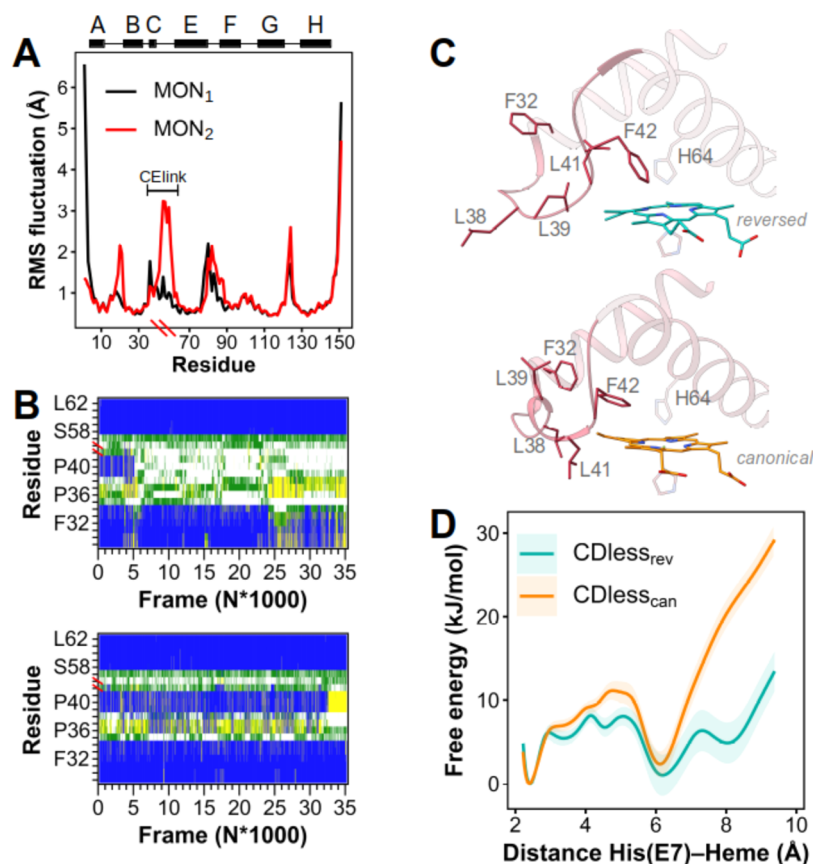 A B C E F G H
A
RMS fluctuation (Å)
6
5
4
3
2
1
MON1
MON2
CElink
10 30 70 90 110 130 150
Residue
B
Residue
L62
S58
P40
P36
F32
0 5 10 15 20 25 30 35
Frame (N*1000)
Residue
L62
S58
P40
P36
F32
0 5 10 15 20 25 30 35
Frame (N*1000)
C
F32
F42
L41
H64
L38
L39
reversed
F32
L39
F42
H64
L38
L41
canonical
D
Free energy (kJ/mol)
30
20
10
0
CDlessrev
CDlesscan
2 4 6 8 10
Distance His(E7)–Heme (Å)